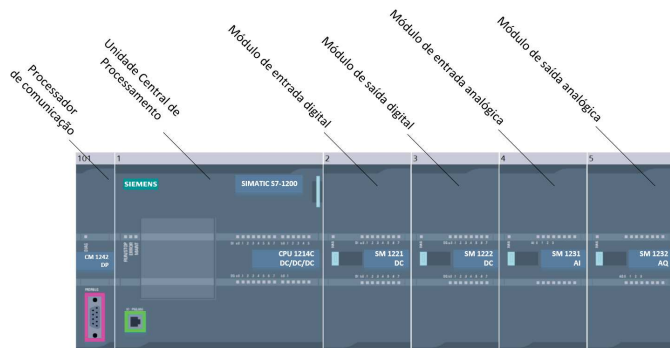 Processador
de comunicação
Unidade Central de
Processamento
Módulo de entrada digital
Módulo de saída digital
Módulo de entrada analógica
Módulo de saída analógica
101
1
2
3
4
5
SIEMENS
SIMATIC S7-1200
CM 1242
DP
CPU 1214C
DC/DC/DC
SM 1221
DC
SM 1222
DC
SM 1231
AI
SM 1232
AQ